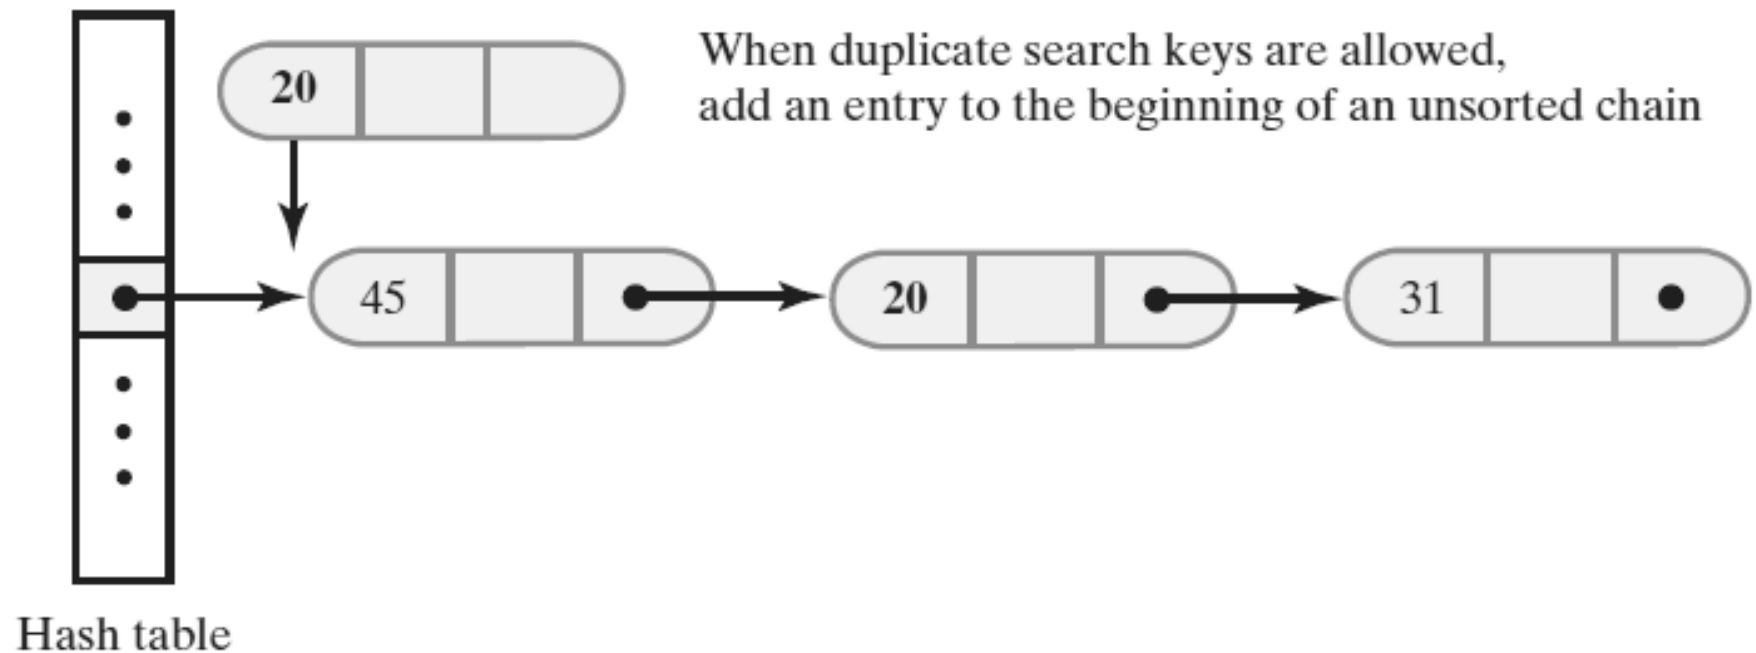 20
When duplicate search keys are allowed,
add an entry to the beginning of an unsorted chain
45
20
31
Hash table